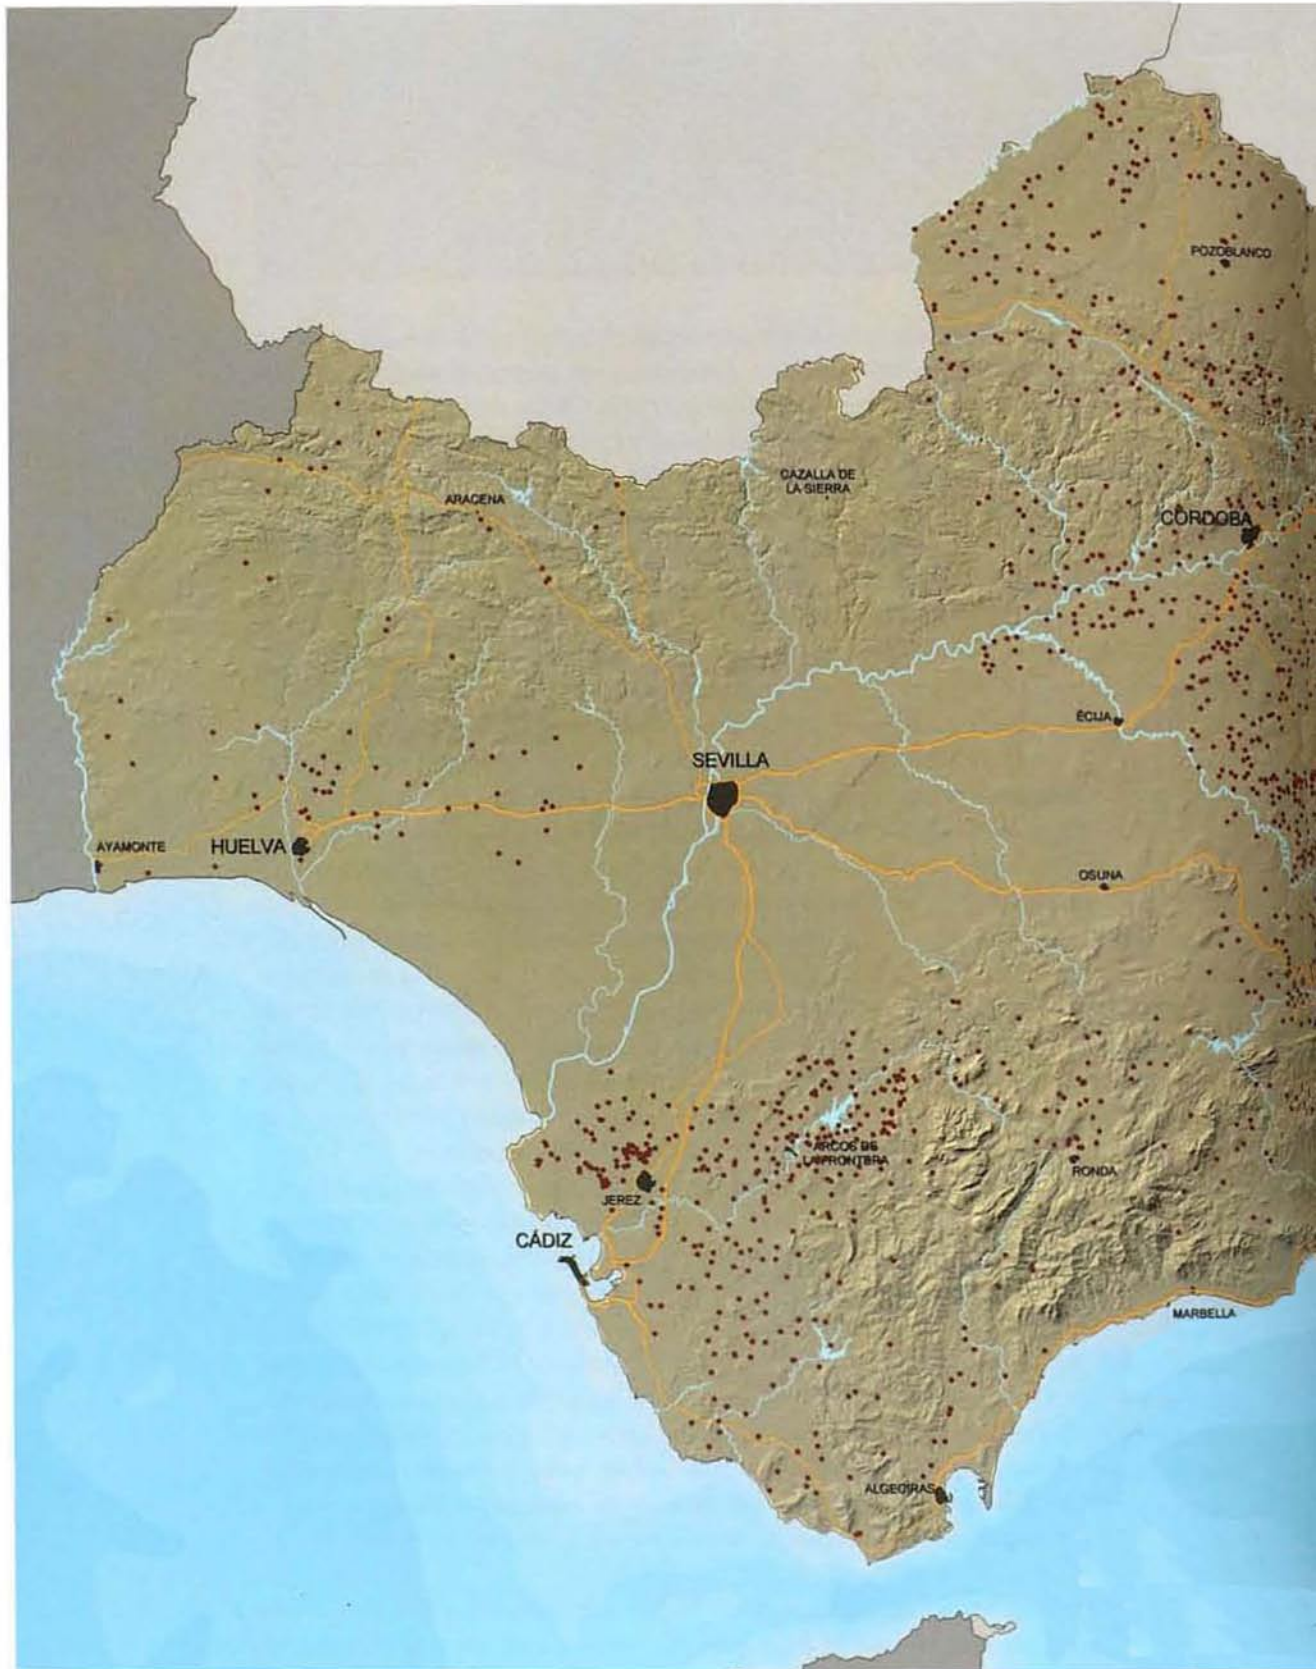 POZOBLANCO
CAZALLA DE
LA SIERRA
ARACENA
CÓRDOBA
ÉCIJA
SEVILLA
AYAMONTE
HUELVA
OSUNA
ARCOS DE
LA FRONTERA
RONDA
JEREZ
CÁDIZ
MARBELLA
ALGECIRAS